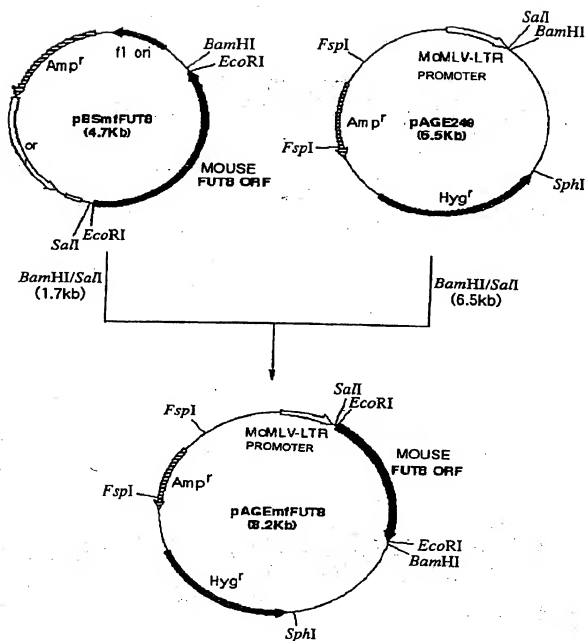 f1 ori
BamHI
EcoRI
Ampr
pBSmfFUT8
(4.7Kb)
or
MOUSE
FUT8 ORF
SalI
EcoRI
BamHI/SalI
(1.7kb)
SalI
BamHI
FspI
MoMLV-LTR
PROMOTER
Ampr
pAGE249
(6.5Kb)
FspI
SphI
Hygr
BamHI/SalI
(6.5kb)
SalI
EcoRI
FspI
MoMLV-LTR
PROMOTER
MOUSE
FUT8 ORF
FspI
Ampr
pAGEmfFUT8
(8.2Kb)
EcoRI
BamHI
Hygr
SphI